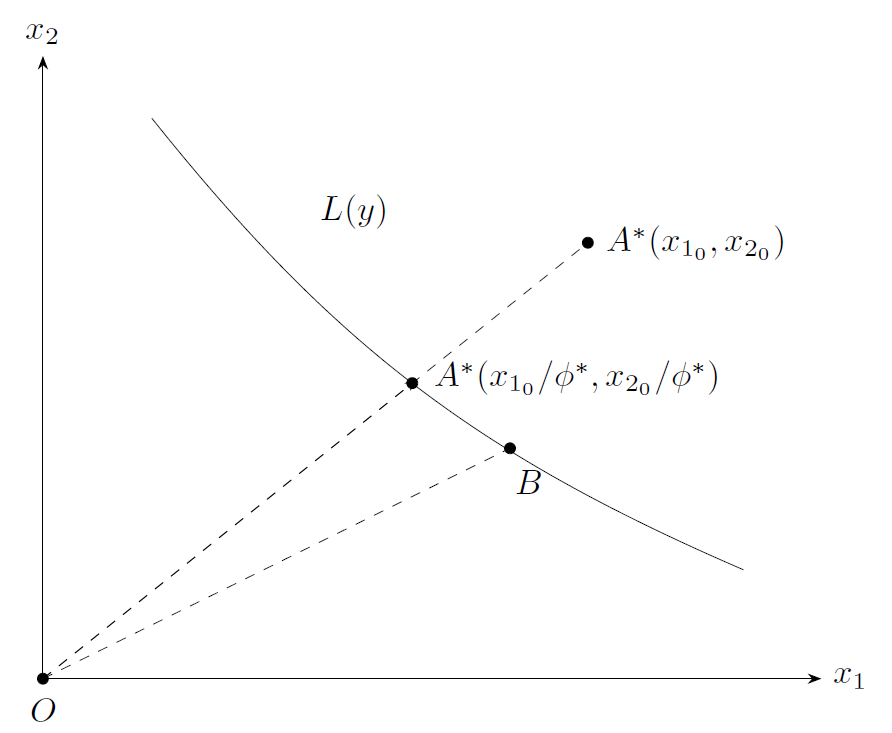 x₂
L(y)
A*(x₁₀, x₂₀)
A*(x₁₀/ϕ*, x₂₀/ϕ*)
B
x₁
O